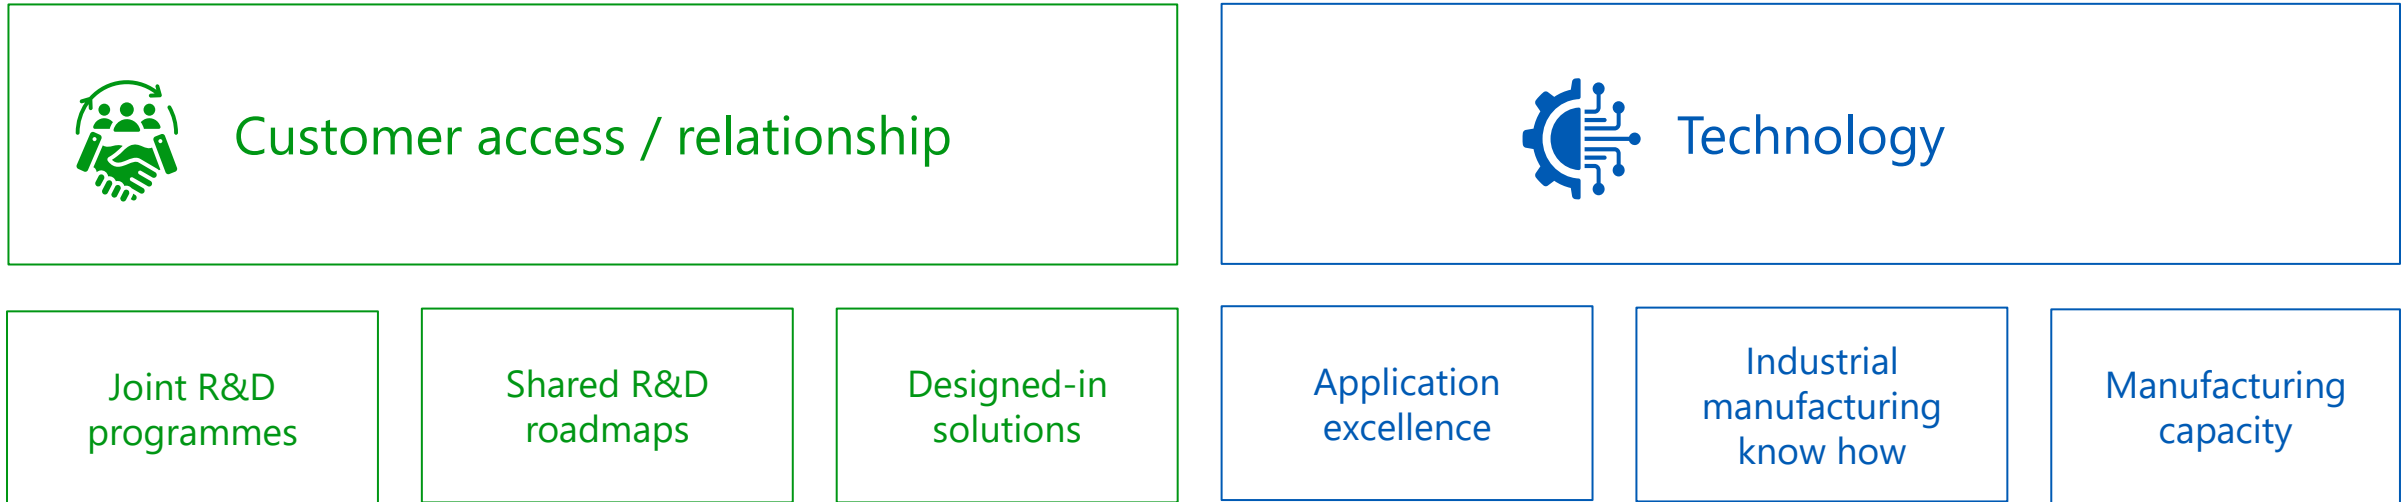 Customer access / relationship
Technology
Joint R&D
programmes
Shared R&D
roadmaps
Designed-in
solutions
Application
excellence
Industrial
manufacturing
know how
Manufacturing
capacity